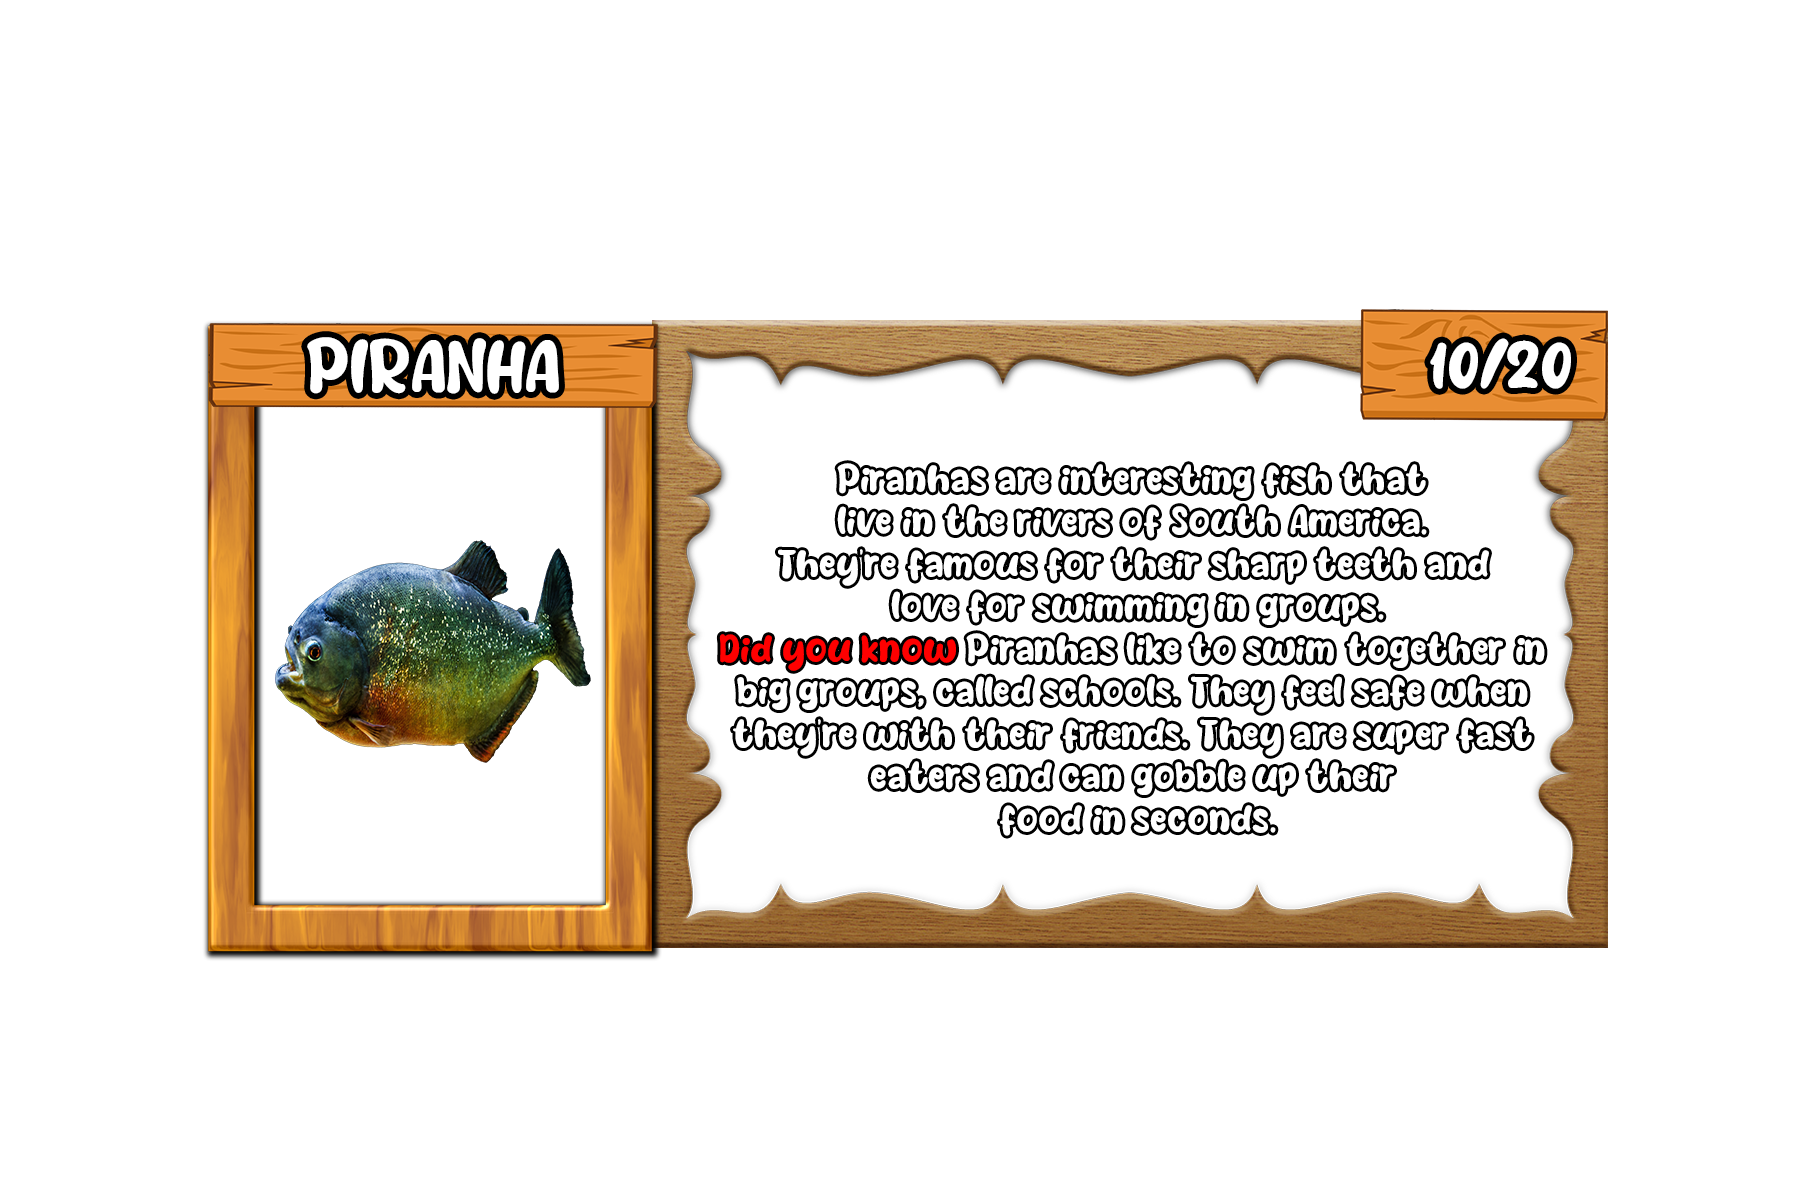 PIRANHA
10/20
Piranhas are interesting fish that
live in the rivers of South America.
They're famous for their sharp teeth and
love for swimming in groups.
Did you know Piranhas like to swim together in
big groups, called schools. They feel safe when
they're with their friends. They are super fast
eaters and can gobble up their
food in seconds.